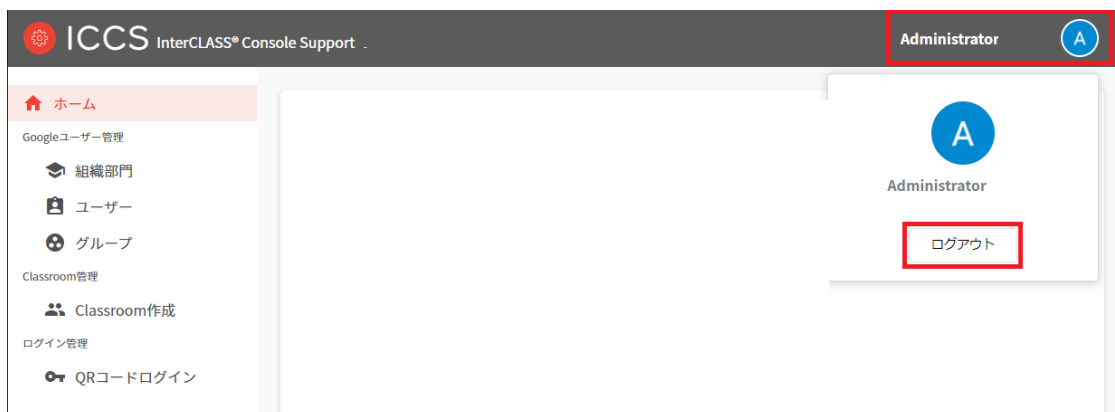 ICCS InterCLASS® Console Support .
Administrator
A
ホーム
Googleユーザー管理
組織部門
ユーザー
グループ
Classroom管理
Classroom作成
ログイン管理
QRコードログイン
A
Administrator
ログアウト